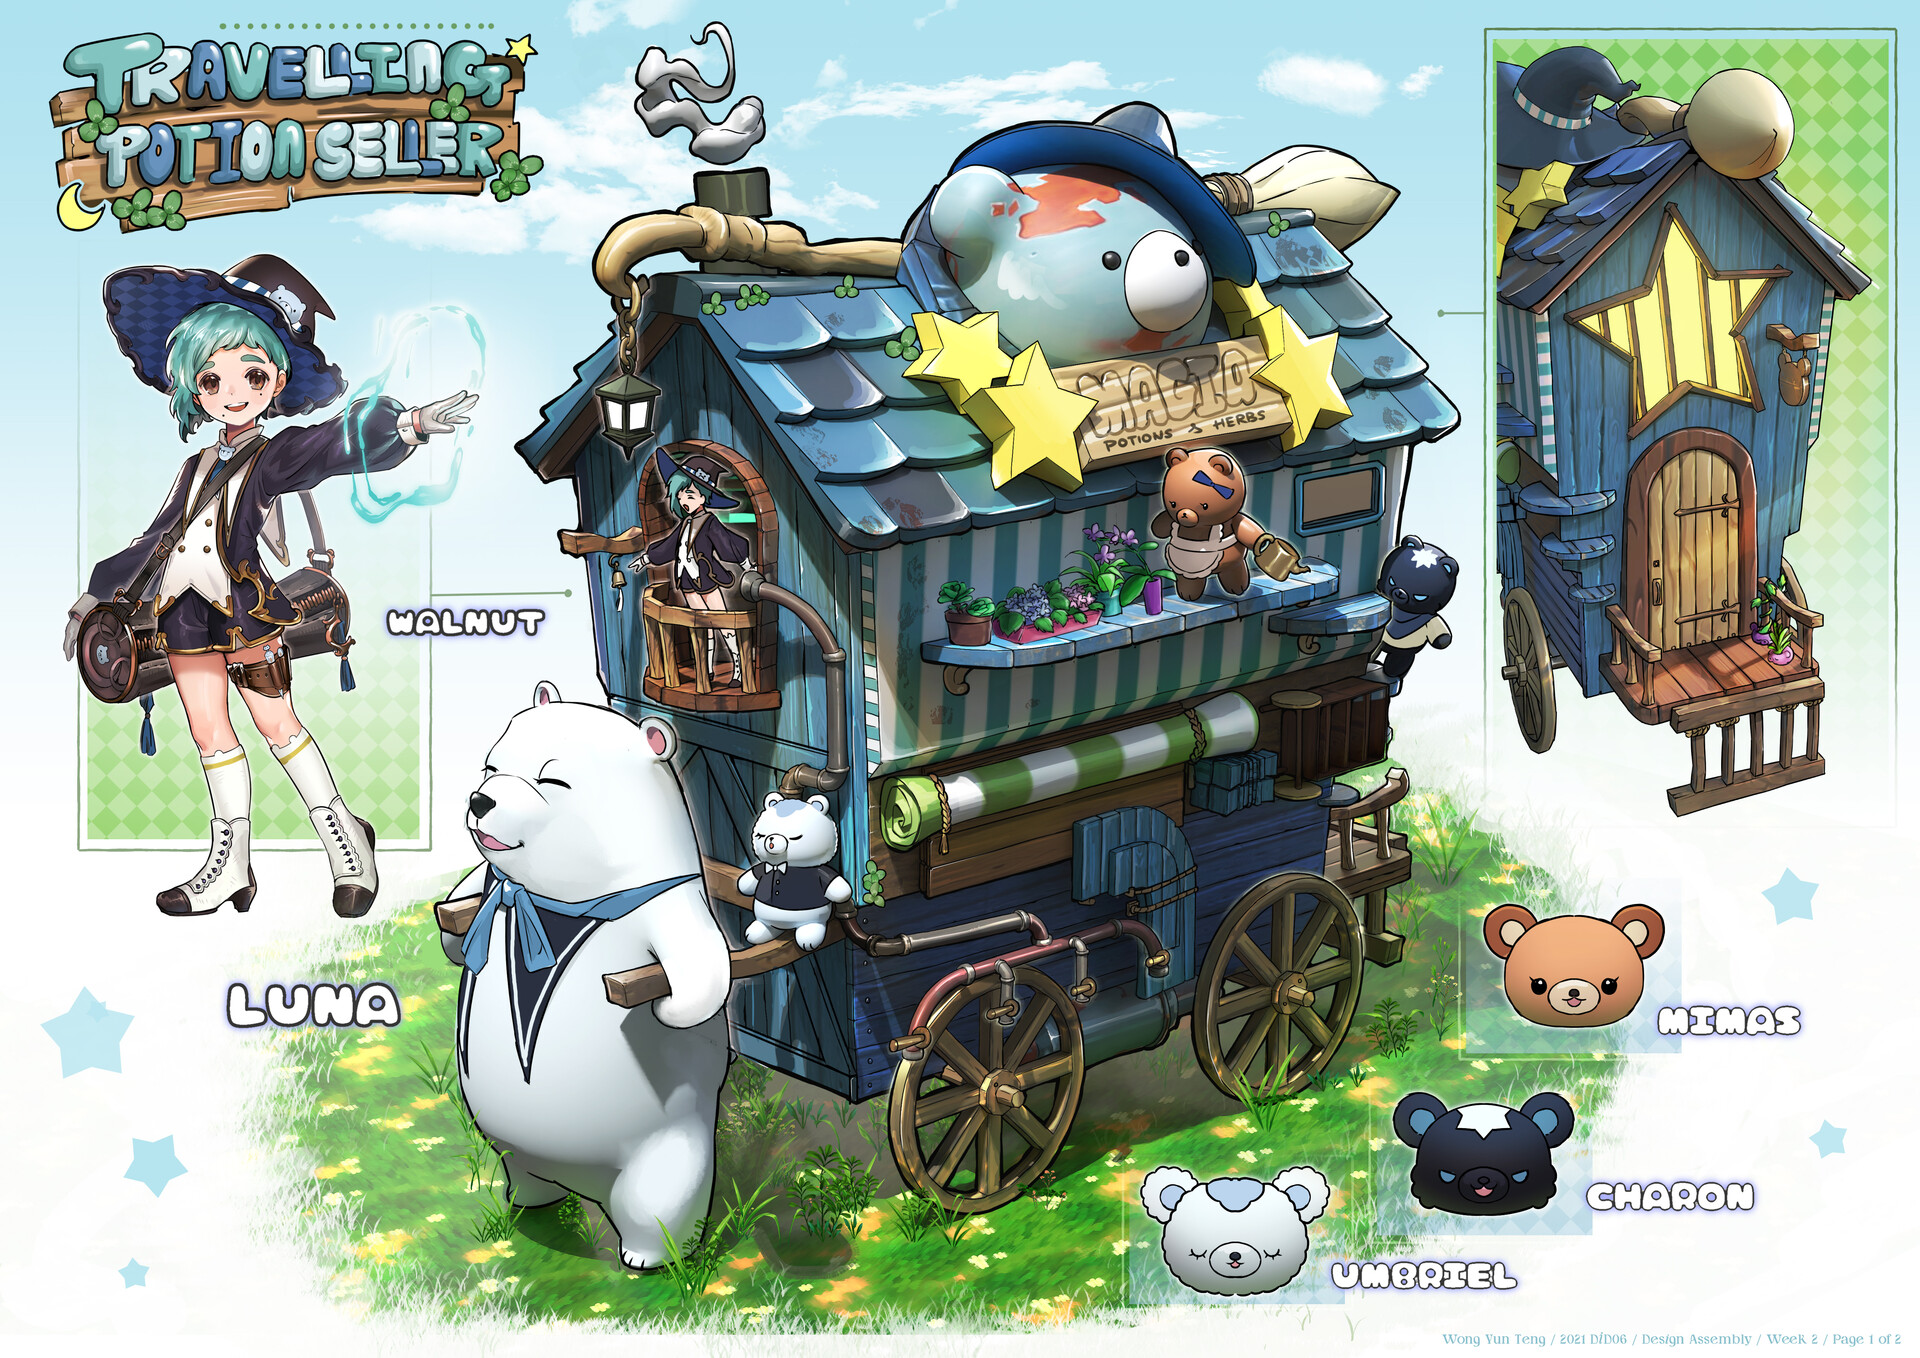 TRAVELLING
POTION SELLER
MAGIA
POTIONS & HERBS
WALNUT
LUNA
MIMAS
CHARON
UMBRIEL
Wong Yun Teng / 2021 DID06 / Design Assembly / Week 2 / Page 1 of 2